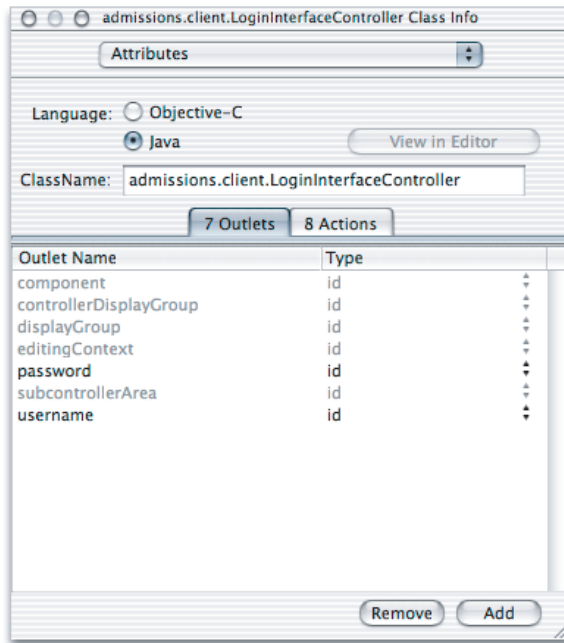 admissions.client.LoginInterfaceController Class Info
Attributes
Language: Objective-C
Java View in Editor
ClassName: admissions.client.LoginInterfaceController
7 Outlets 8 Actions
Outlet Name Type
component id
controllerDisplayGroup id
displayGroup id
editingContext id
password id
subcontrollerArea id
username id
Remove Add